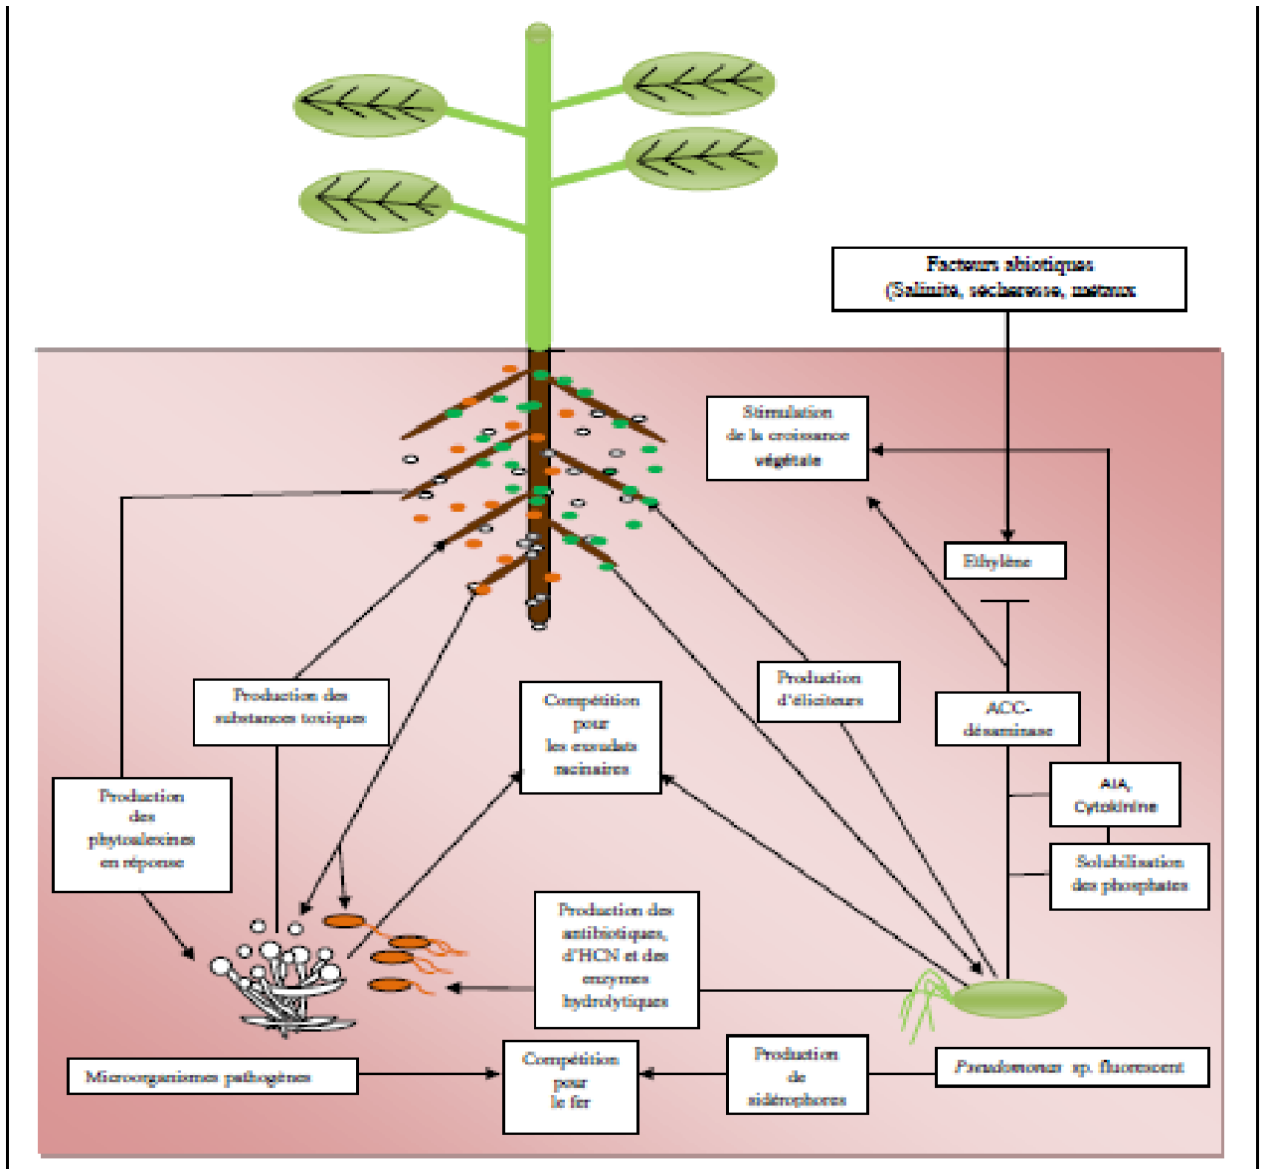 Facteurs abiotiques
(Salinité, sécheresse, métaux
Stimulation
de la croissance
végétale
Ethylène
Production
d'éliciteurs
ACC-
désaminase
Production des
substances toxiques
Compétition
pour
les exsudats
racinaires
AIA,
Cytokinine
Production
des
phytoalexines
en réponse
Solubilisation
des phosphates
Production des
antibiotiques,
d'HCN et des
enzymes
hydrolytiques
Microorganismes pathogènes
Compétition
pour
le fer
Production
de
sidérophores
Pseudomonas sp. fluorescent